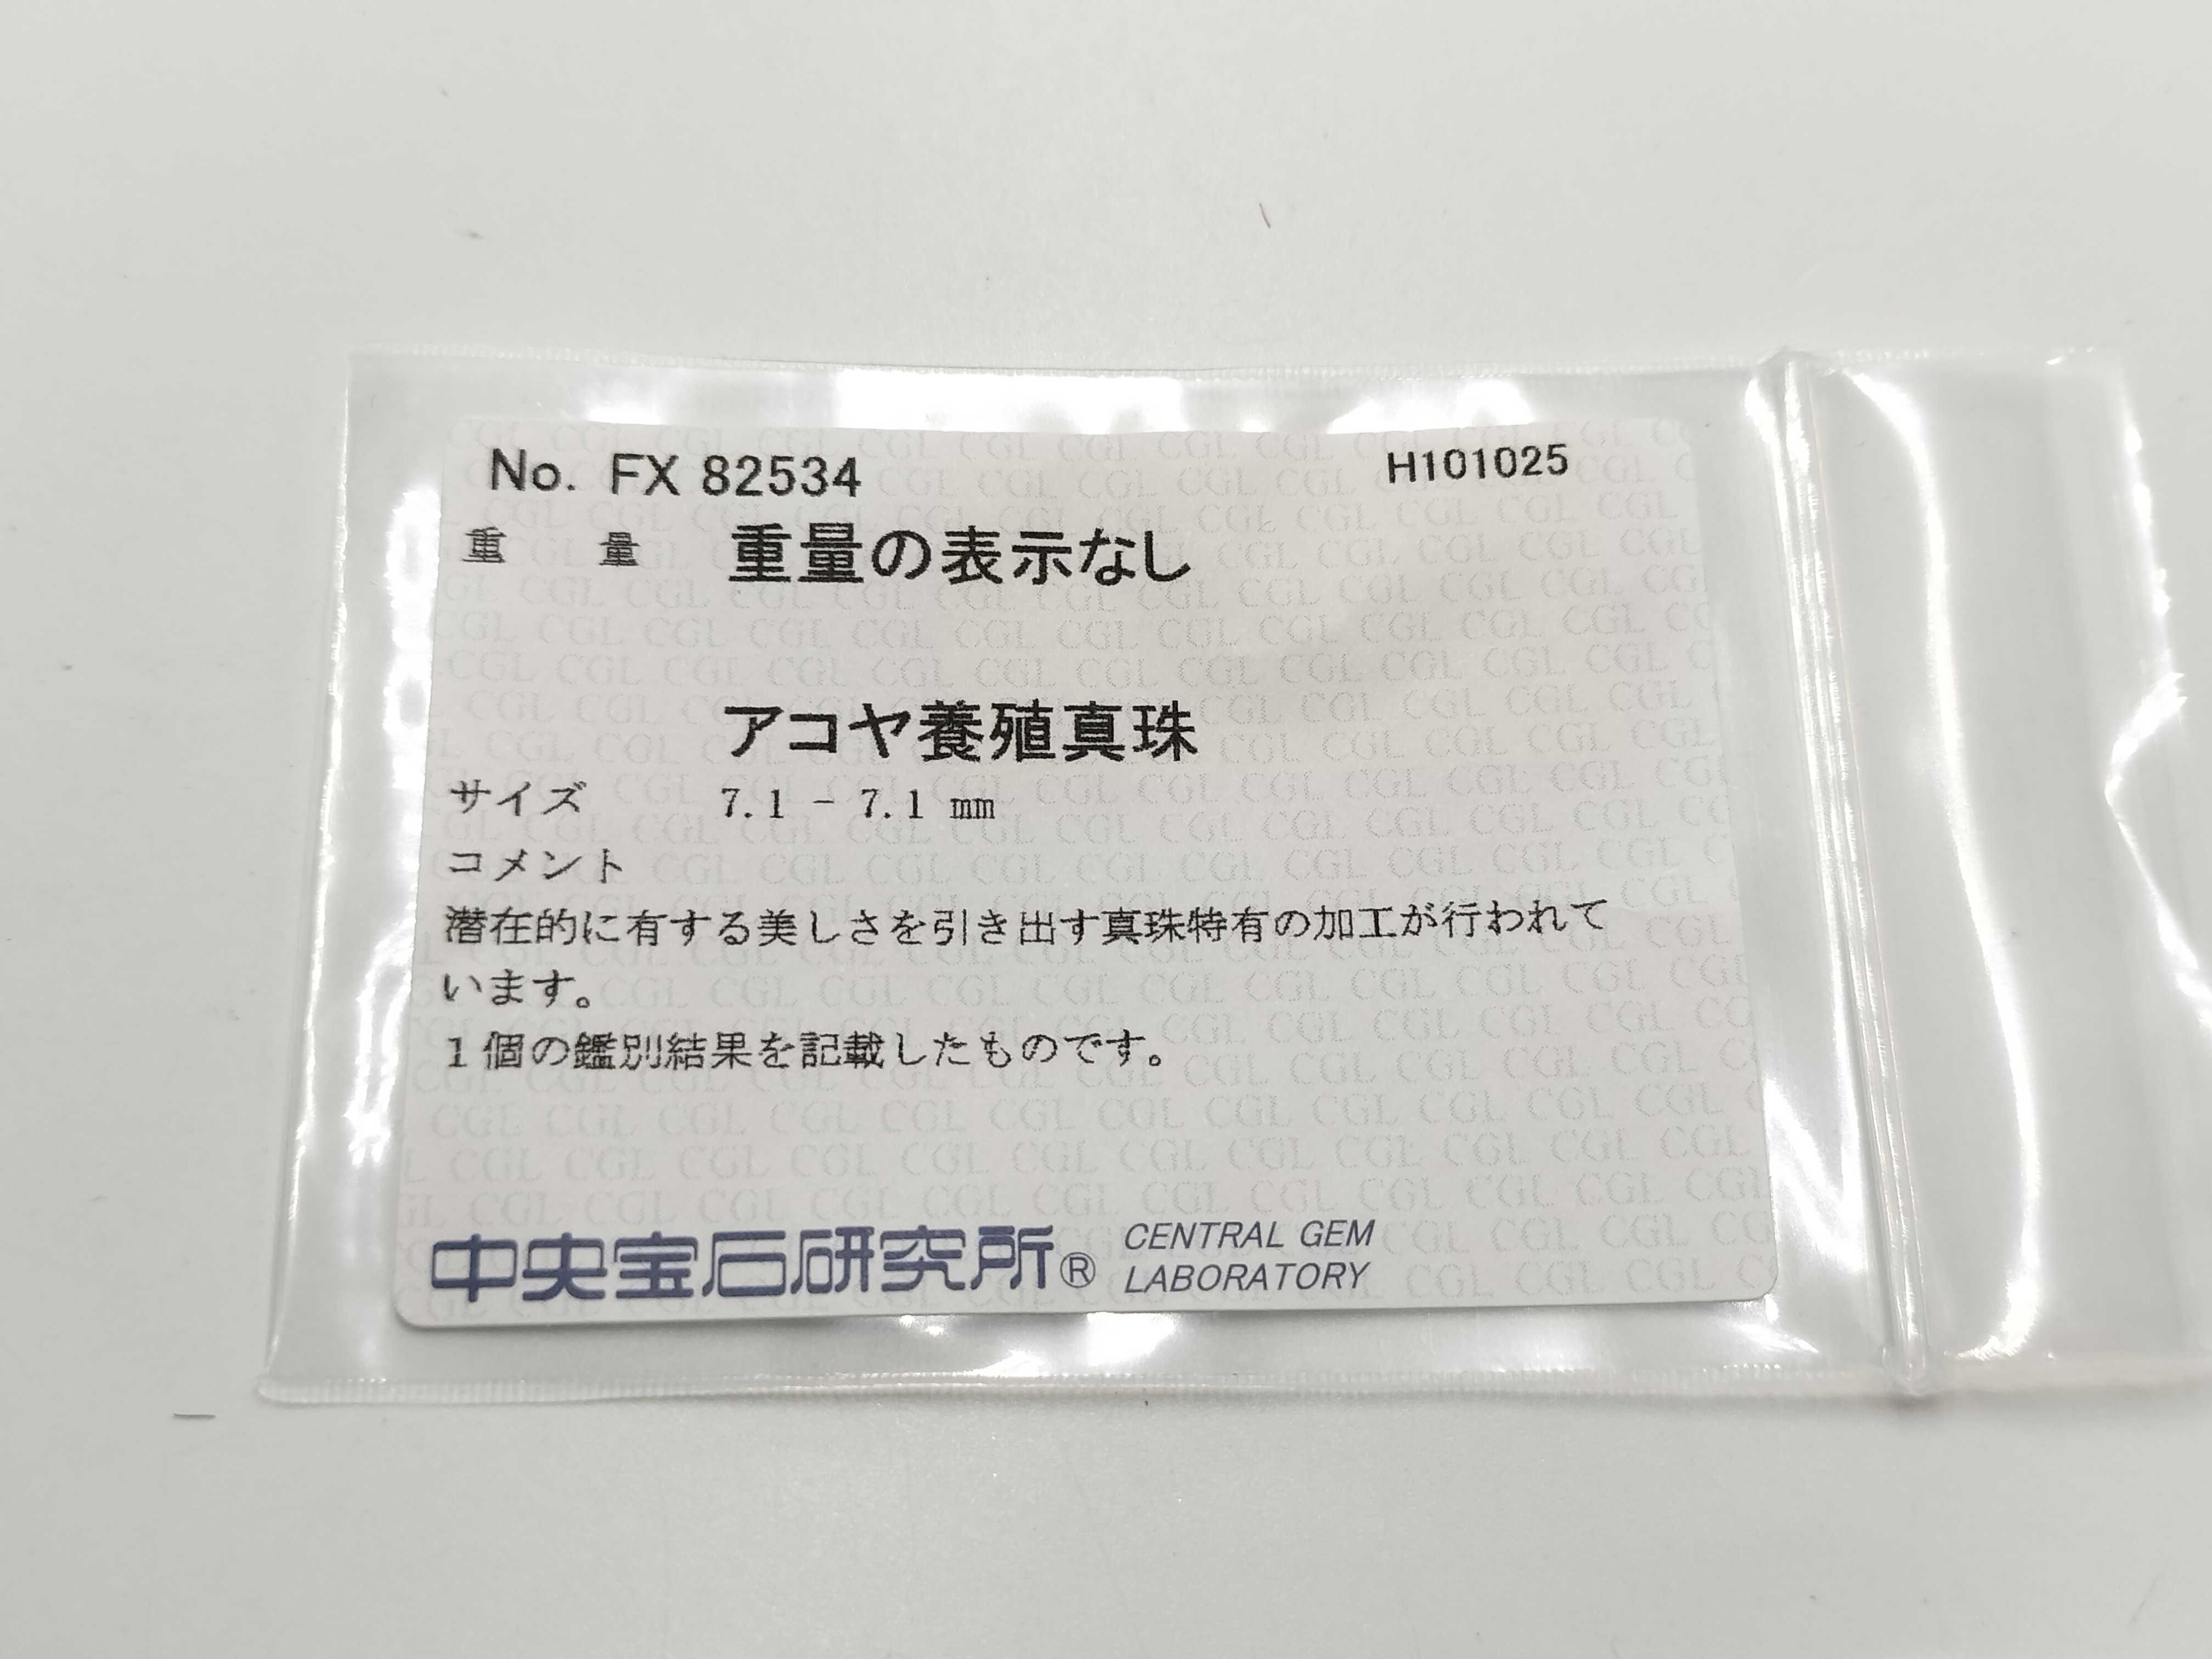 No. FX 82534 H101025
重 量 重量の表示なし
アコヤ養殖真珠
サイズ 7.1 - 7.1 mm
コメント
潜在的に有する美しさを引き出す真珠特有の加工が行われて
います。
1個の鑑別結果を記載したものです。
中央宝石研究所® CENTRAL GEM
LABORATORY